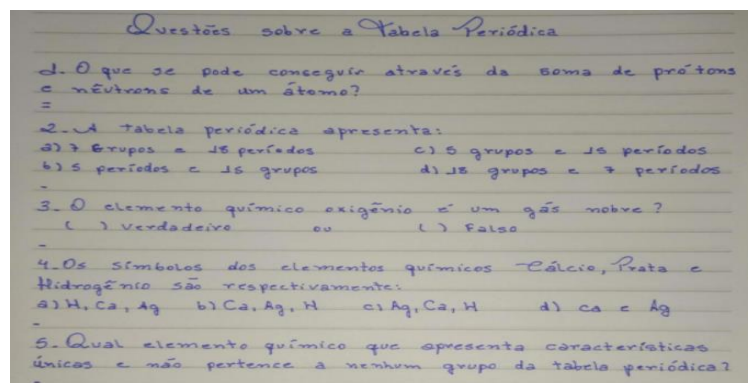 Questões sobre a Tabela Periódica
1. O que se pode conseguir através da soma de prótons
e nêutrons de um átomo?
=
2. A tabela periódica apresenta:
a) 7 Grupos e 18 períodos c) 5 grupos e 15 períodos
b) 5 períodos e 15 grupos d) 18 grupos e 7 períodos
-
3. O elemento químico oxigênio é um gás nobre?
( ) Verdadeiro ou ( ) Falso
-
4. Os símbolos dos elementos químicos Cálcio, Prata e
Hidrogênio são respectivamente:
a) H, Ca, Ag b) Ca, Ag, H c) Ag, Ca, H d) ca e Ag
-
5. Qual elemento químico que apresenta características
únicas e não pertence a nenhum grupo da tabela periódica?
-